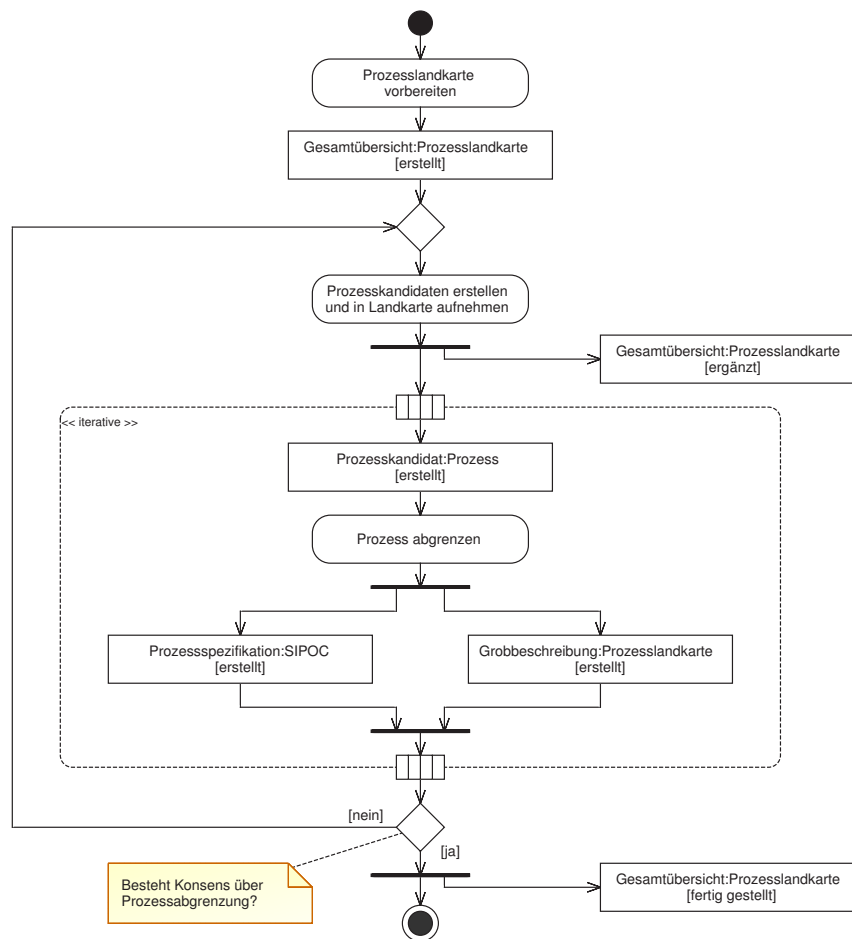 Prozesslandkarte
vorbereiten
Gesamtübersicht:Prozesslandkarte
[erstellt]
Prozesskandidaten erstellen
und in Landkarte aufnehmen
Gesamtübersicht:Prozesslandkarte
[ergänzt]
<< iterative >>
Prozesskandidat:Prozess
[erstellt]
Prozess abgrenzen
Prozessspezifikation:SIPOC
[erstellt]
Grobbeschreibung:Prozesslandkarte
[erstellt]
[nein]
[ja]
Besteht Konsens über
Prozessabgrenzung?
Gesamtübersicht:Prozesslandkarte
[fertig gestellt]